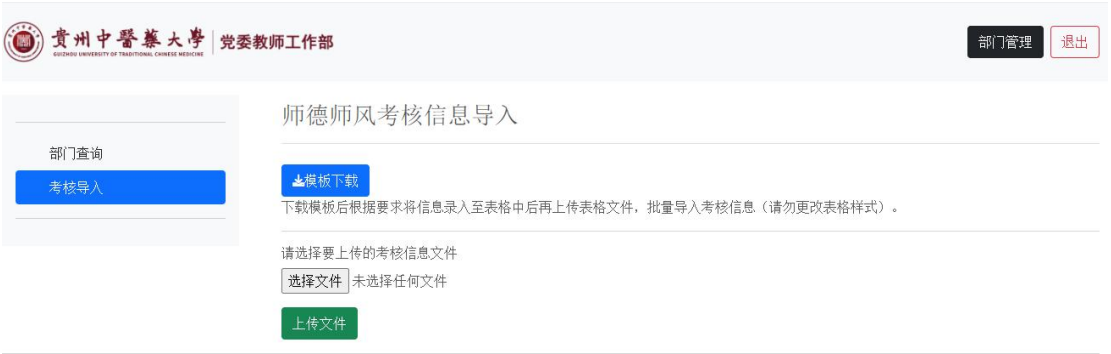 貴州中醫藥大學 党委教师工作部
GUIZHOU UNIVERSITY OF TRADITIONAL CHINESE MEDICINE
部门管理 退出
师德师风考核信息导入
部门查询
考核导入
模板下载
下载模板后根据要求将信息录入至表格中后再上传表格文件，批量导入考核信息（请勿更改表格样式）。
请选择要上传的考核信息文件
选择文件 未选择任何文件
上传文件